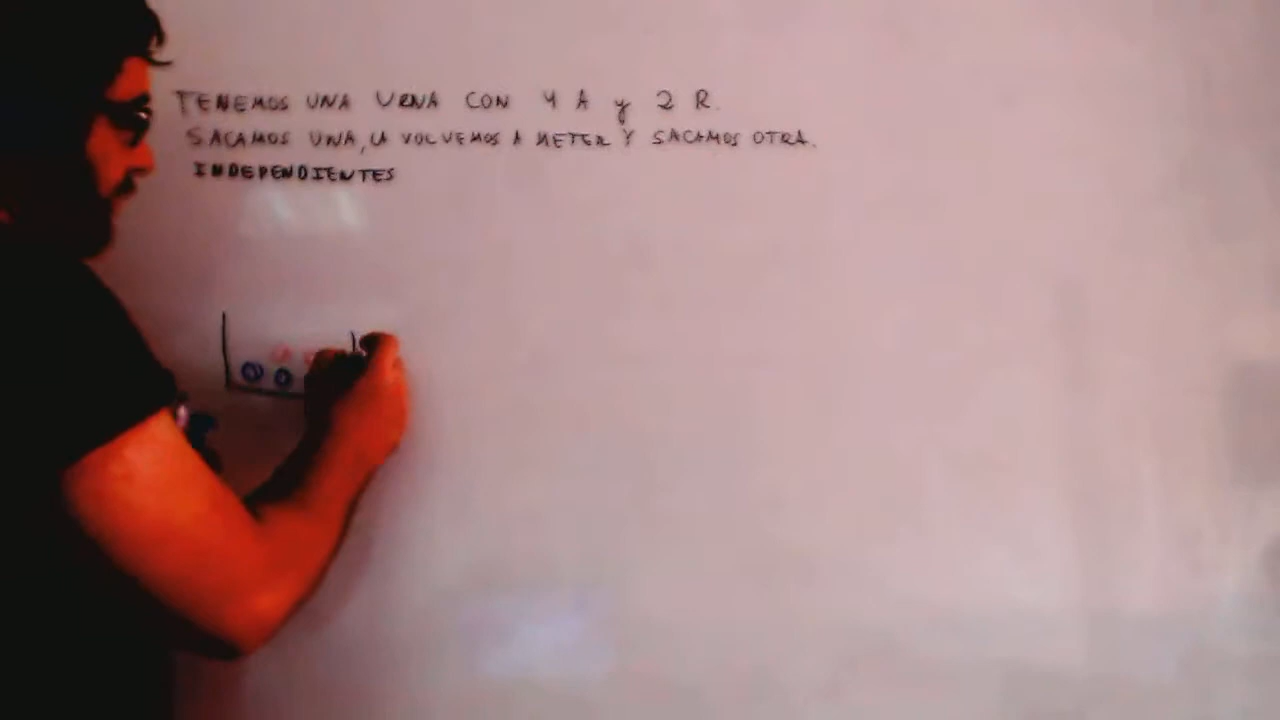 TENEMOS UNA URNA CON 4 A y 2 R.
SACAMOS UNA, LA VOLVEMOS A METER Y SACAMOS OTRA.
INDEPENDIENTES